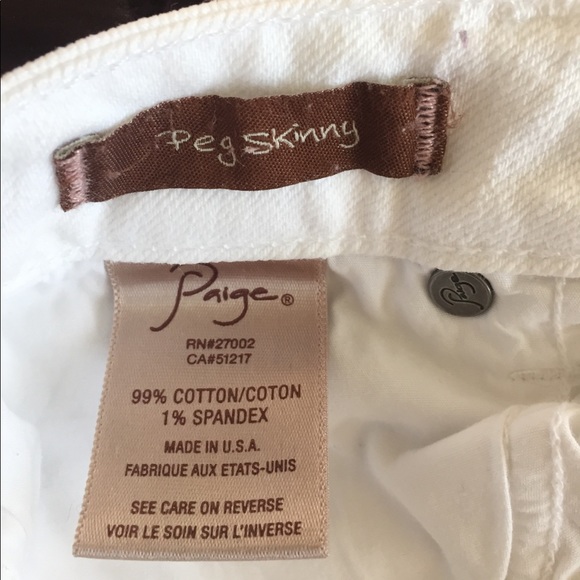 Peg Skinny
Paige®
RN#27002
CA#51217
99% COTTON/COTON
1% SPANDEX
MADE IN U.S.A.
FABRIQUE AUX ETATS-UNIS
SEE CARE ON REVERSE
VOIR LE SOIN SUR L'INVERSE
Paige